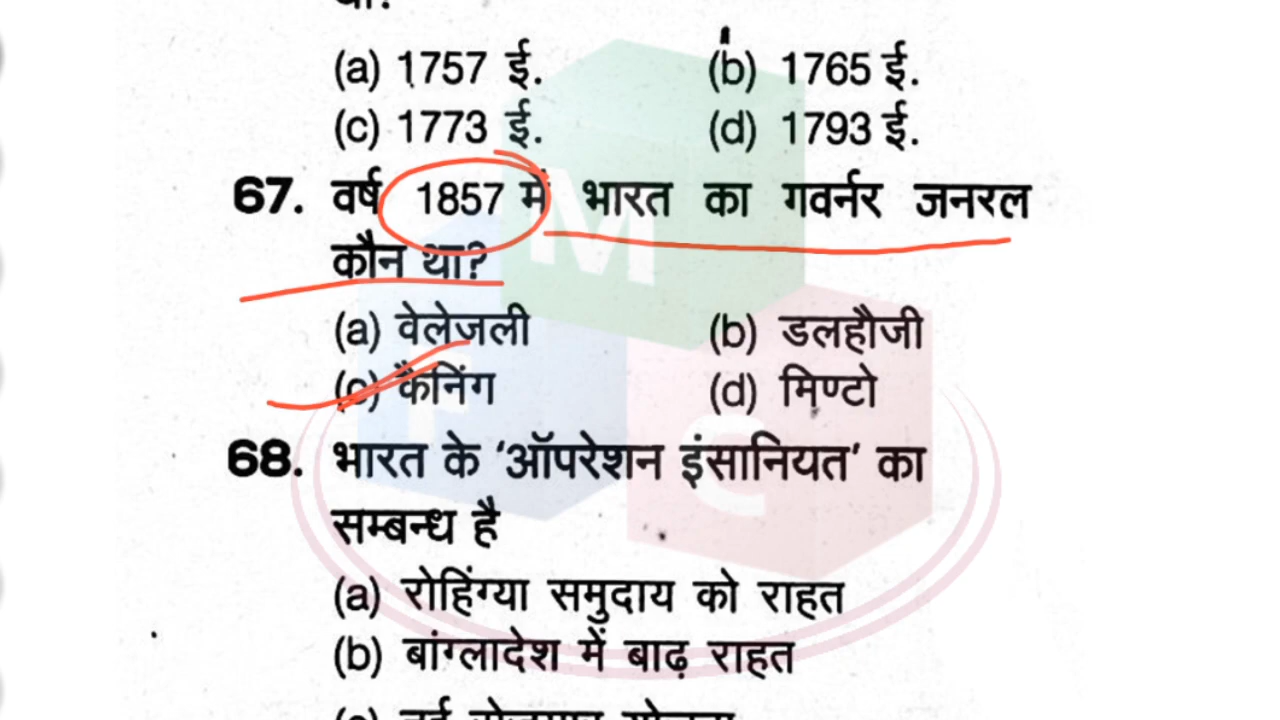 (a) 1757 ई. (b) 1765 ई.
(c) 1773 ई. (d) 1793 ई.
67. वर्ष 1857 में भारत का गवर्नर जनरल
कौन था?
(a) वेलेजली (b) डलहौजी
(c) कैनिंग (d) मिण्टो
68. भारत के ‘ऑपरेशन इंसानियत’ का
सम्बन्ध है
(a) रोहिंग्या समुदाय को राहत
(b) बांग्लादेश में बाढ़ राहत
M
F
C